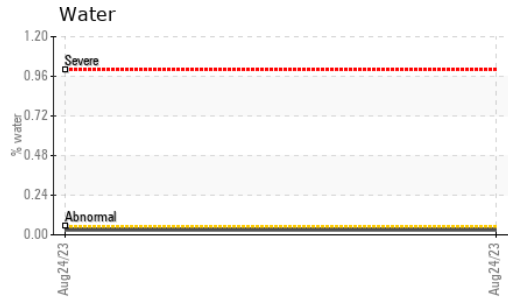 Water
1.20
Severe
0.96
0.72
% water
0.48
0.24
Abnormal
0.00
Aug24/23
Aug24/23